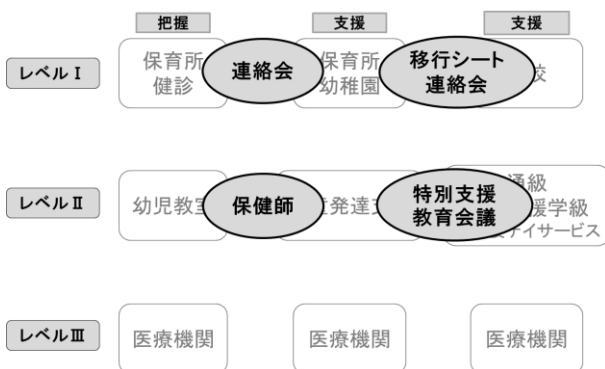 把握
支援
支援
レベルⅠ
保育所
健診
連絡会
保育所
幼稚園
移行シート
連絡会
校
レベルⅡ
幼児教室
保健師
発達支
特別支援
教育会議
通級
援学級
デイサービス
レベルⅢ
医療機関
医療機関
医療機関